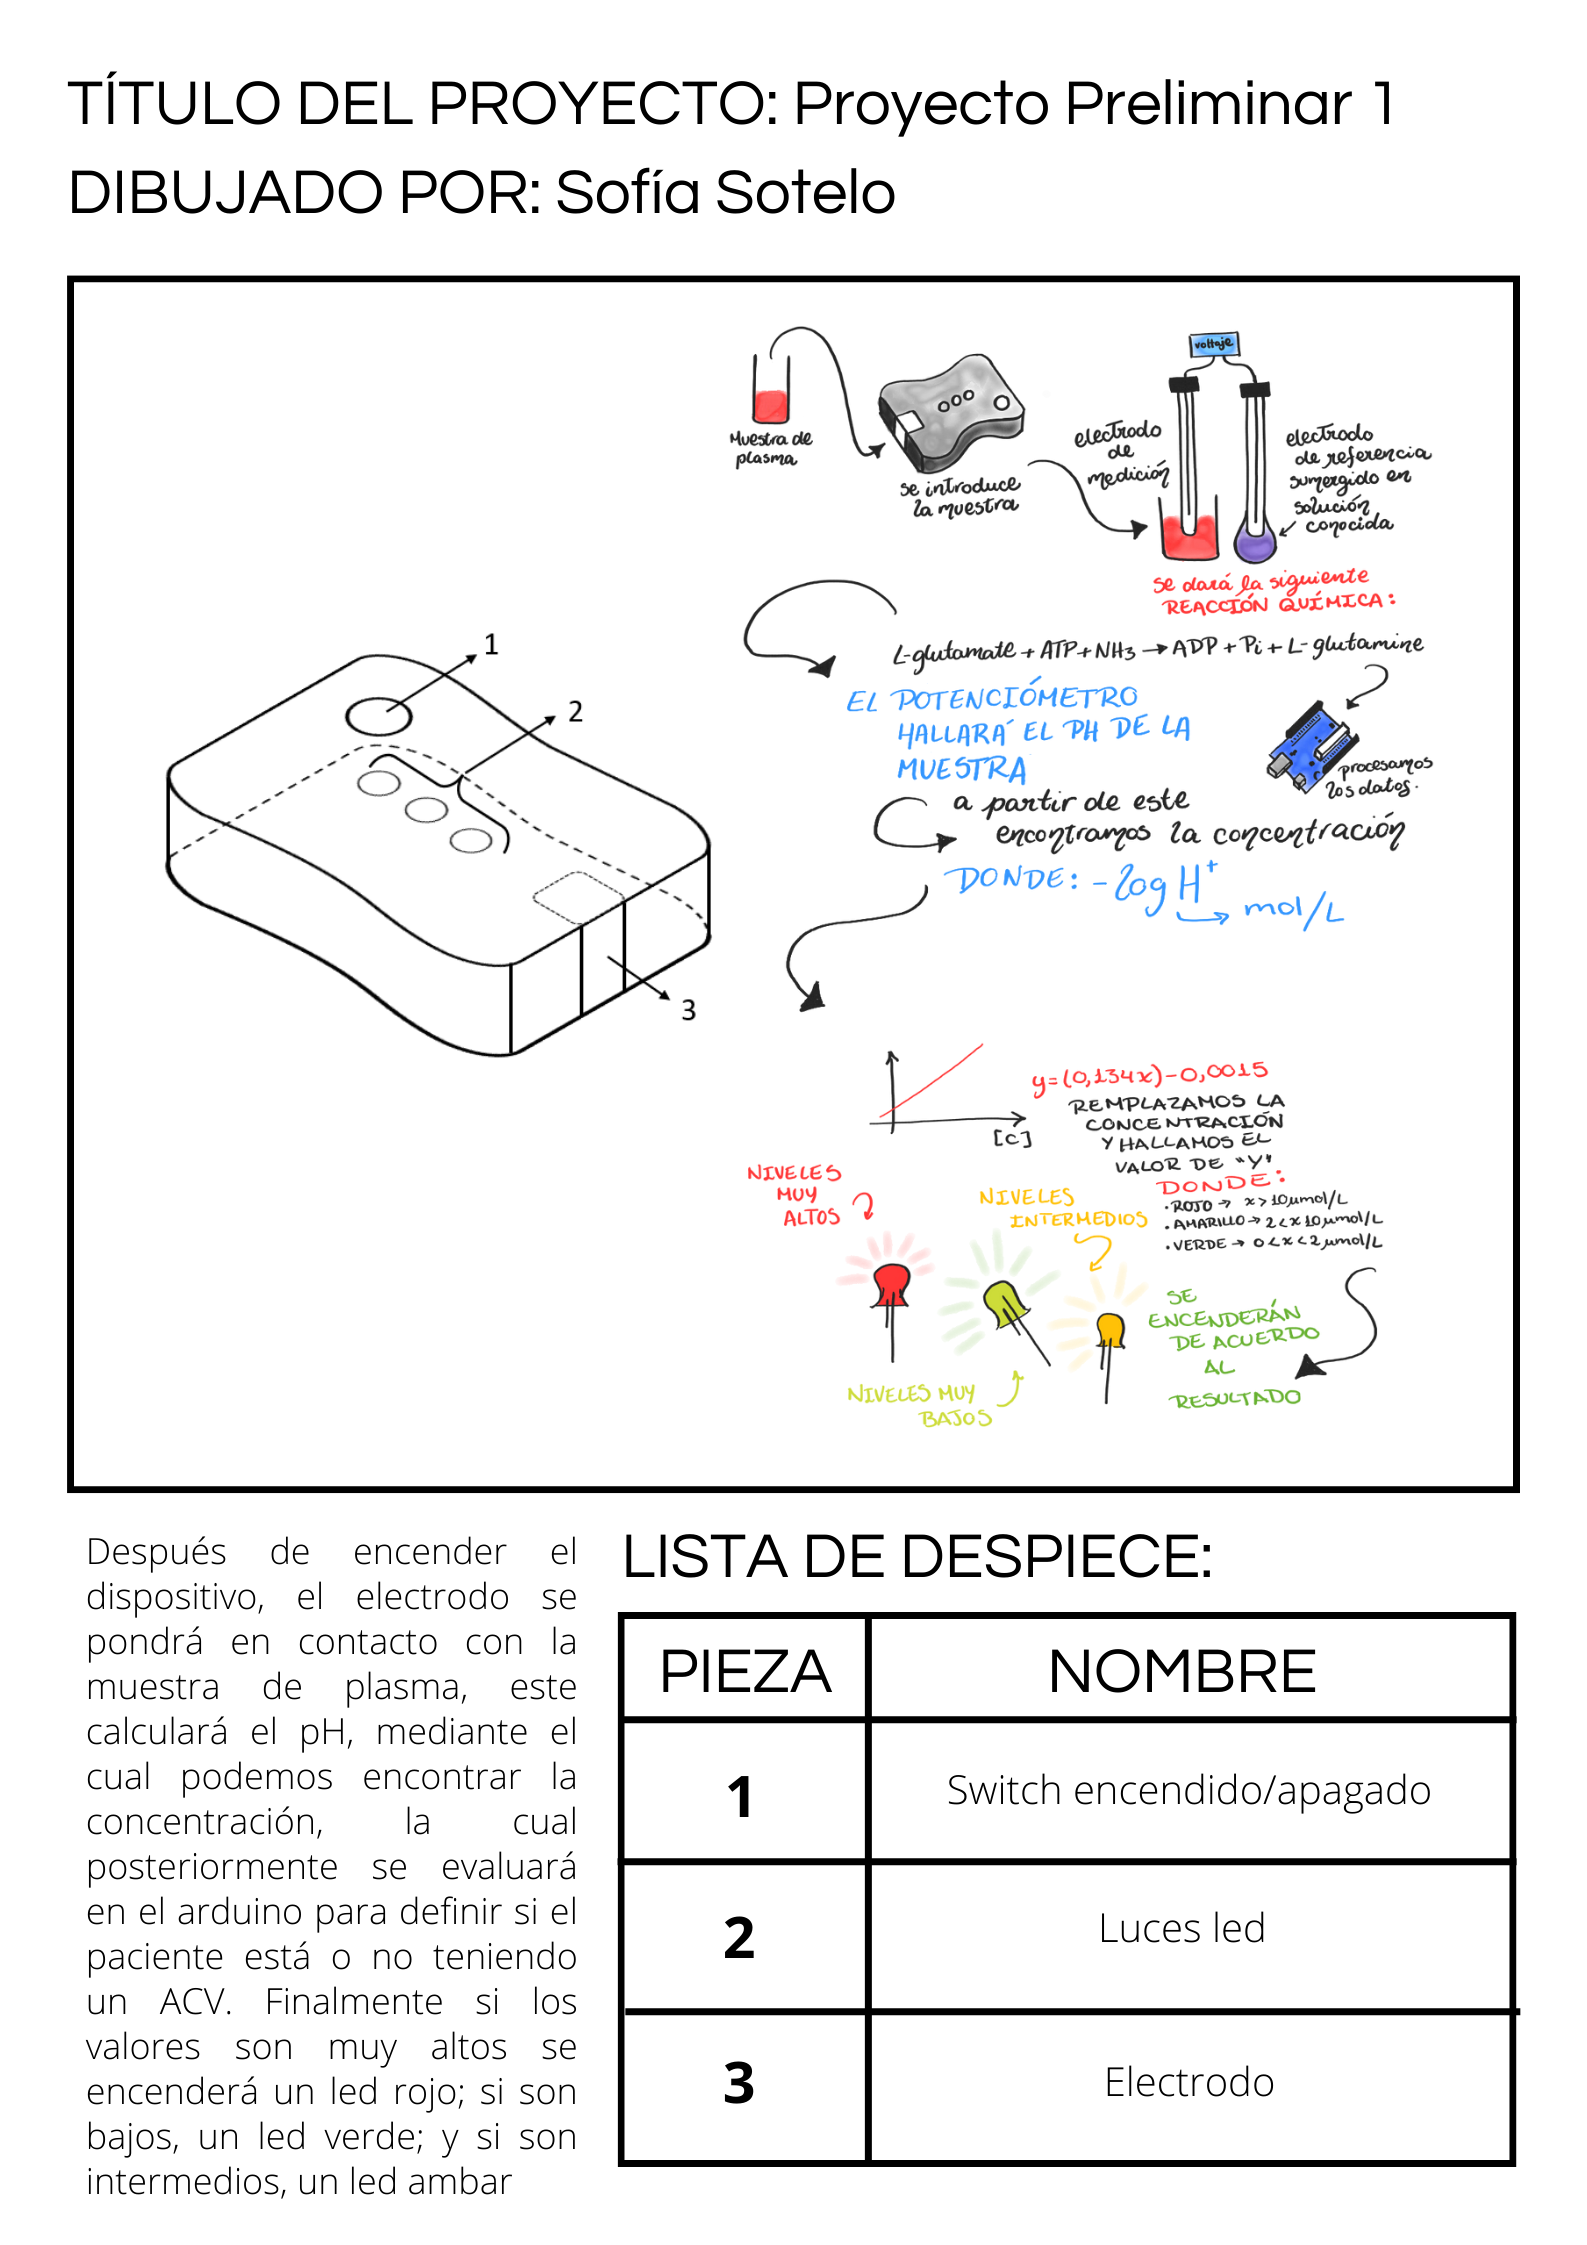 TÍTULO DEL PROYECTO: Proyecto Preliminar 1
DIBUJADO POR: Sofía Sotelo
1
2
3
Muestra de
plasma
se introduce
la muestra
voltaje
electrodo
de
medición
electrodo
de referencia
sumergido en
solución
conocida
Se dará la siguiente
REACCIÓN QUÍMICA:
L-glutamate + ATP + NH3 → ADP + Pi + L-glutamine
EL POTENCIÓMETRO
HALLARÁ EL PH DE LA
MUESTRA
procesamos
los datos.
a partir de este
encontramos la concentración
DONDE: -log H+
mol/L
[c]
y=(0,134x)-0,0015
REMPLAZAMOS LA
CONCENTRACIÓN
Y HALLAMOS EL
VALOR DE "Y"
DONDE:
• ROJO → x > 10 µmol/L
• AMARILLO → 2 < x 10 µmol/L
• VERDE → 0 < x < 2 µmol/L
NIVELES
MUY
ALTOS
NIVELES
INTERMEDIOS
NIVELES MUY
BAJOS
SE
ENCENDERÁN
DE ACUERDO
AL
RESULTADO
Después de encender el
dispositivo, el electrodo se
pondrá en contacto con la
muestra de plasma, este
calculará el pH, mediante el
cual podemos encontrar la
concentración, la cual
posteriormente se evaluará
en el arduino para definir si el
paciente está o no teniendo
un ACV. Finalmente si los
valores son muy altos se
encenderá un led rojo; si son
bajos, un led verde; y si son
intermedios, un led ambar
LISTA DE DESPIECE:
PIEZA NOMBRE
1 Switch encendido/apagado
2 Luces led
3 Electrodo